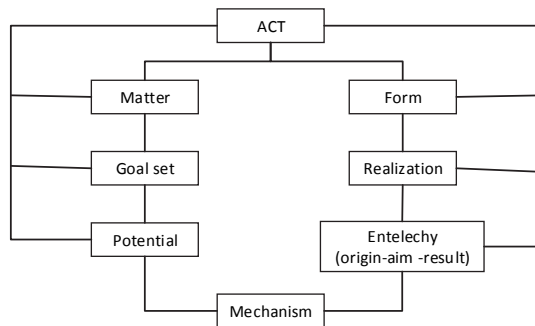 ACT
Matter
Form
Goal set
Realization
Potential
Entelechy
(origin-aim -result)
Mechanism